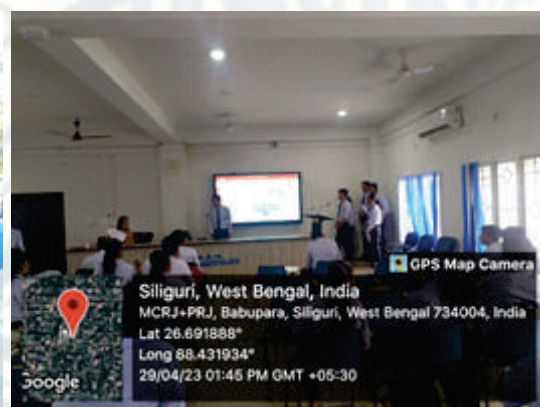 GPS Map Camera
Siliguri, West Bengal, India
MCRJ+PRJ, Babupara, Siliguri, West Bengal 734004, India
Lat 26.691888°
Long 88.431934°
29/04/23 01:45 PM GMT +05:30
Google